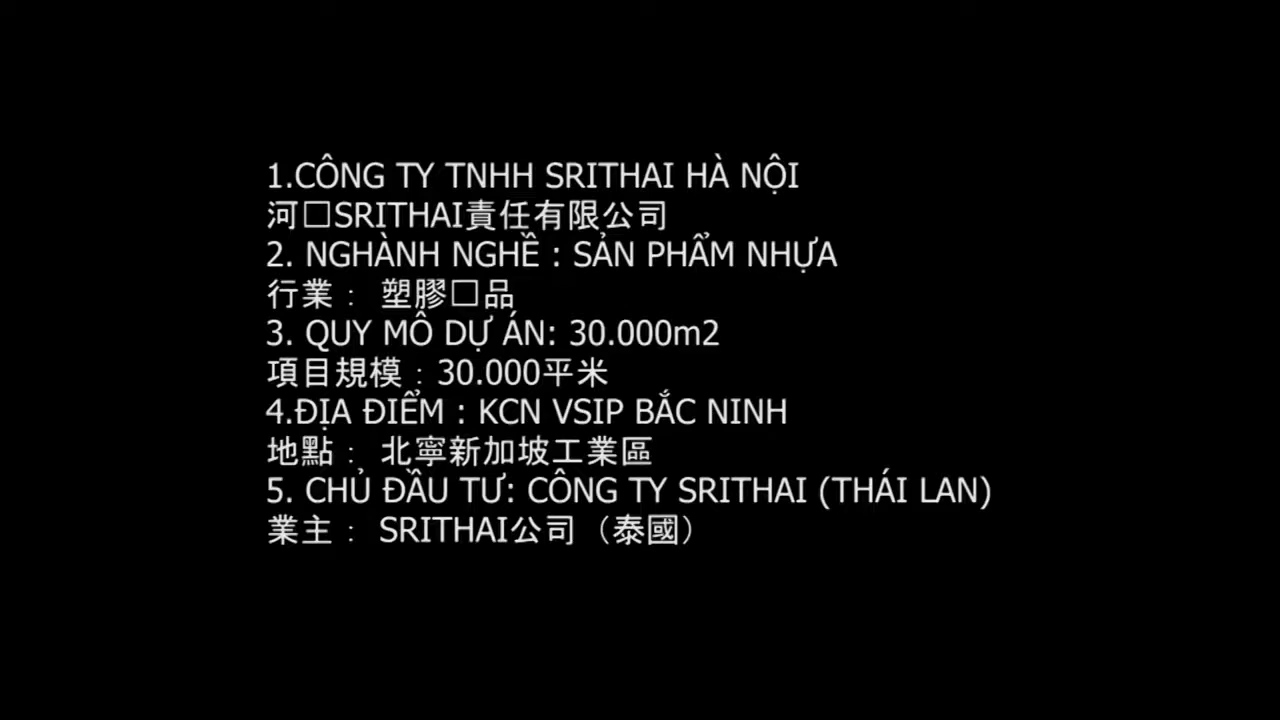 1.CÔNG TY TNHH SRITHAI HÀ NỘI
河□SRITHAI責任有限公司
2. NGHÀNH NGHỀ : SẢN PHẨM NHỰA
行業： 塑膠□品
3. QUY MÔ DỰ ÁN: 30.000m2
項目規模：30.000平米
4.ĐỊA ĐIỂM : KCN VSIP BẮC NINH
地點： 北寧新加坡工業區
5. CHỦ ĐẦU TƯ: CÔNG TY SRITHAI (THÁI LAN)
業主： SRITHAI公司（泰國）